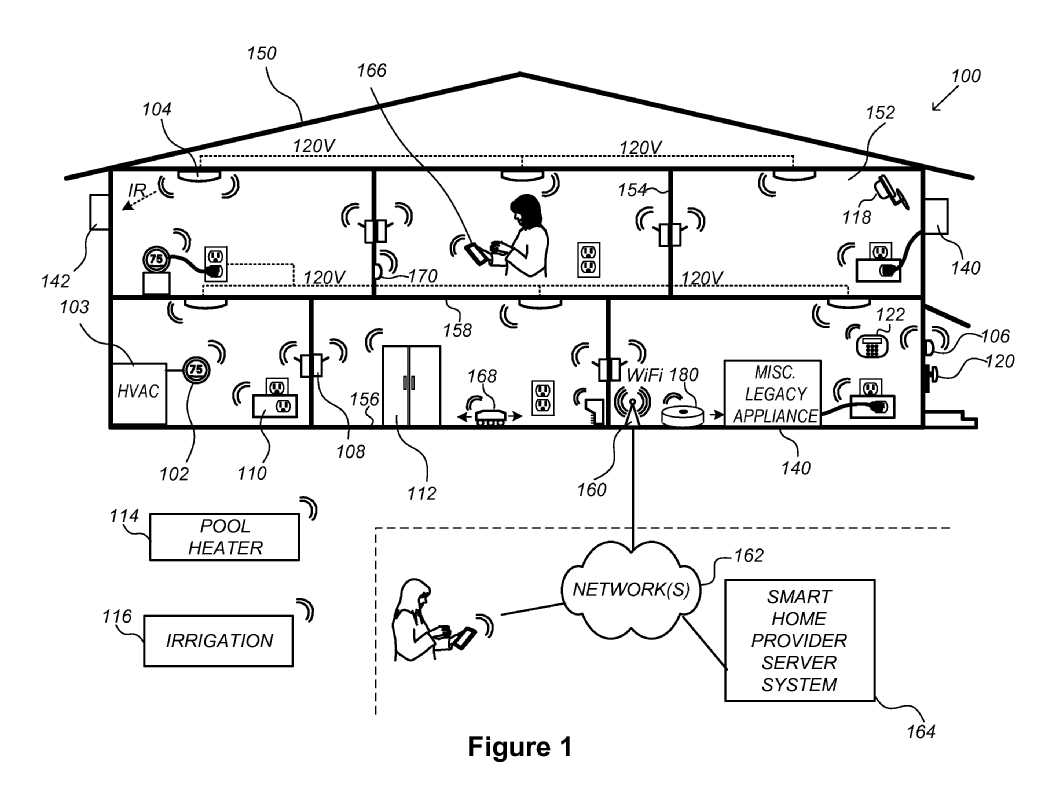 150
166
100
104
152
120V
120V
IR
154
118
142
170
140
75
120V
103
158
122
106
HVAC
75
168
WiFi
180
MISC.
LEGACY
APPLIANCE
120
156
102
110
108
112
160
140
114
POOL
HEATER
162
NETWORK(S)
116
IRRIGATION
SMART
HOME
PROVIDER
SERVER
SYSTEM
164
Figure 1